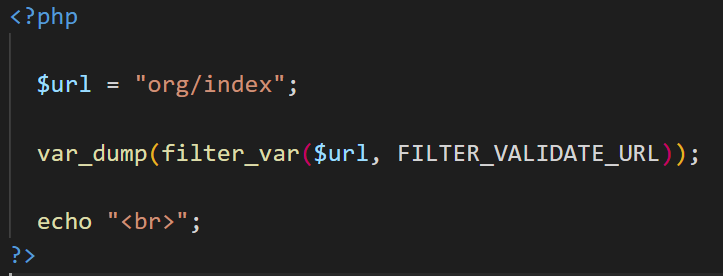 <?php
$url = "org/index";
var_dump(filter_var($url, FILTER_VALIDATE_URL));
echo "<br>";
?>